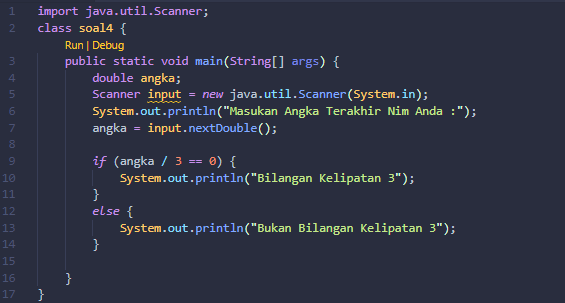 1 import java.util.Scanner;
2 class soal4 {
Run | Debug
3 public static void main(String[] args) {
4 double angka;
5 Scanner input = new java.util.Scanner(System.in);
6 System.out.println("Masukan Angka Terakhir Nim Anda :");
7 angka = input.nextDouble();
8
9 if (angka / 3 == 0) {
10 System.out.println("Bilangan Kelipatan 3");
11 }
12 else {
13 System.out.println("Bukan Bilangan Kelipatan 3");
14 }
15
16 }
17 }